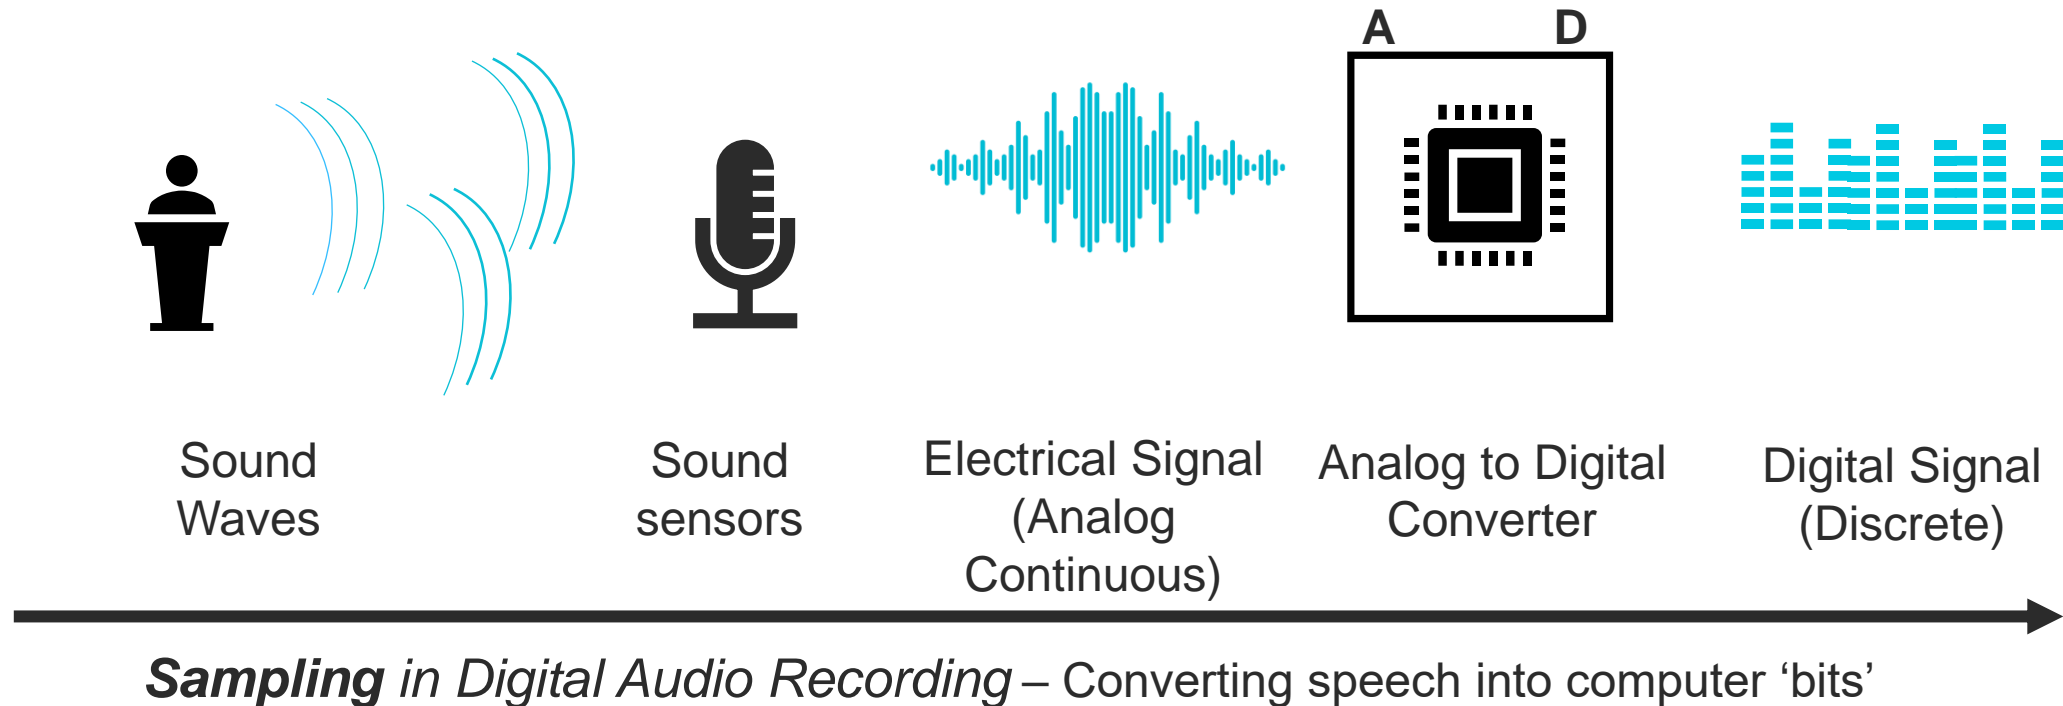 A D
Sound
Waves
Sound
sensors
Electrical Signal
(Analog
Continuous)
Analog to Digital
Converter
Digital Signal
(Discrete)
Sampling in Digital Audio Recording – Converting speech into computer ‘bits’